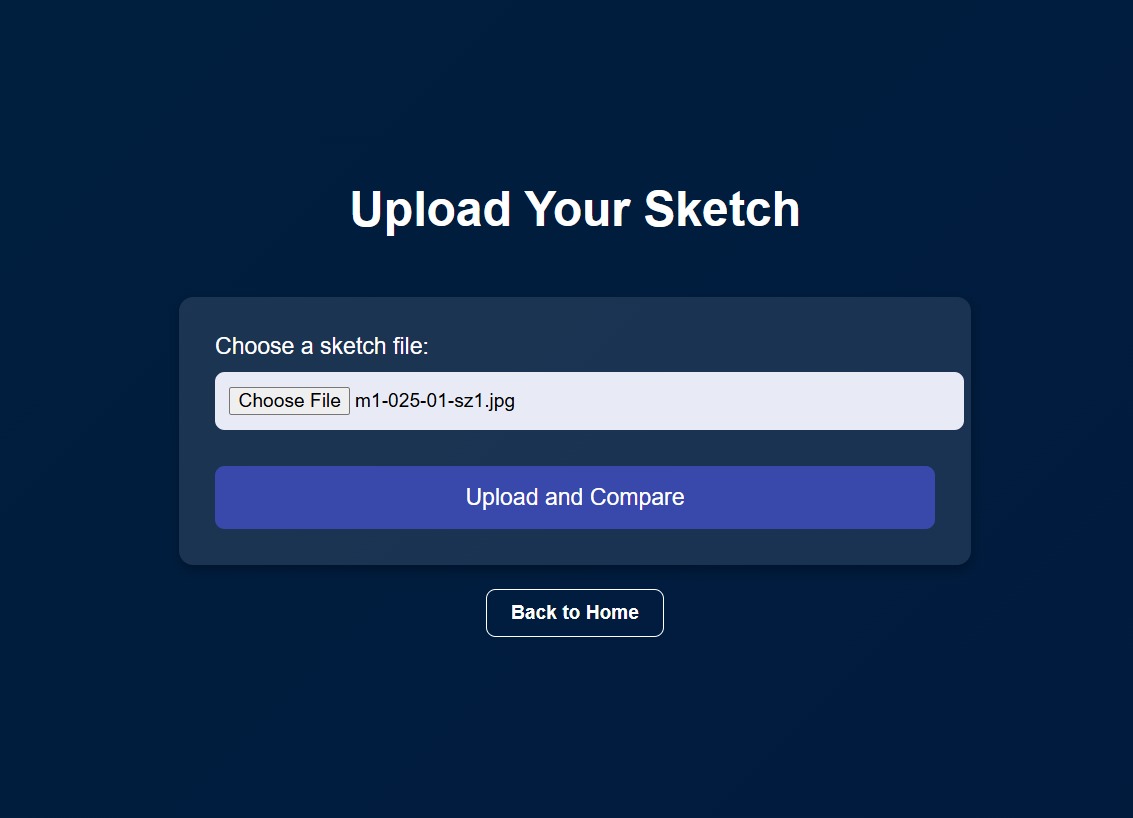 Upload Your Sketch
Choose a sketch file:
Choose File m1-025-01-sz1.jpg
Upload and Compare
Back to Home